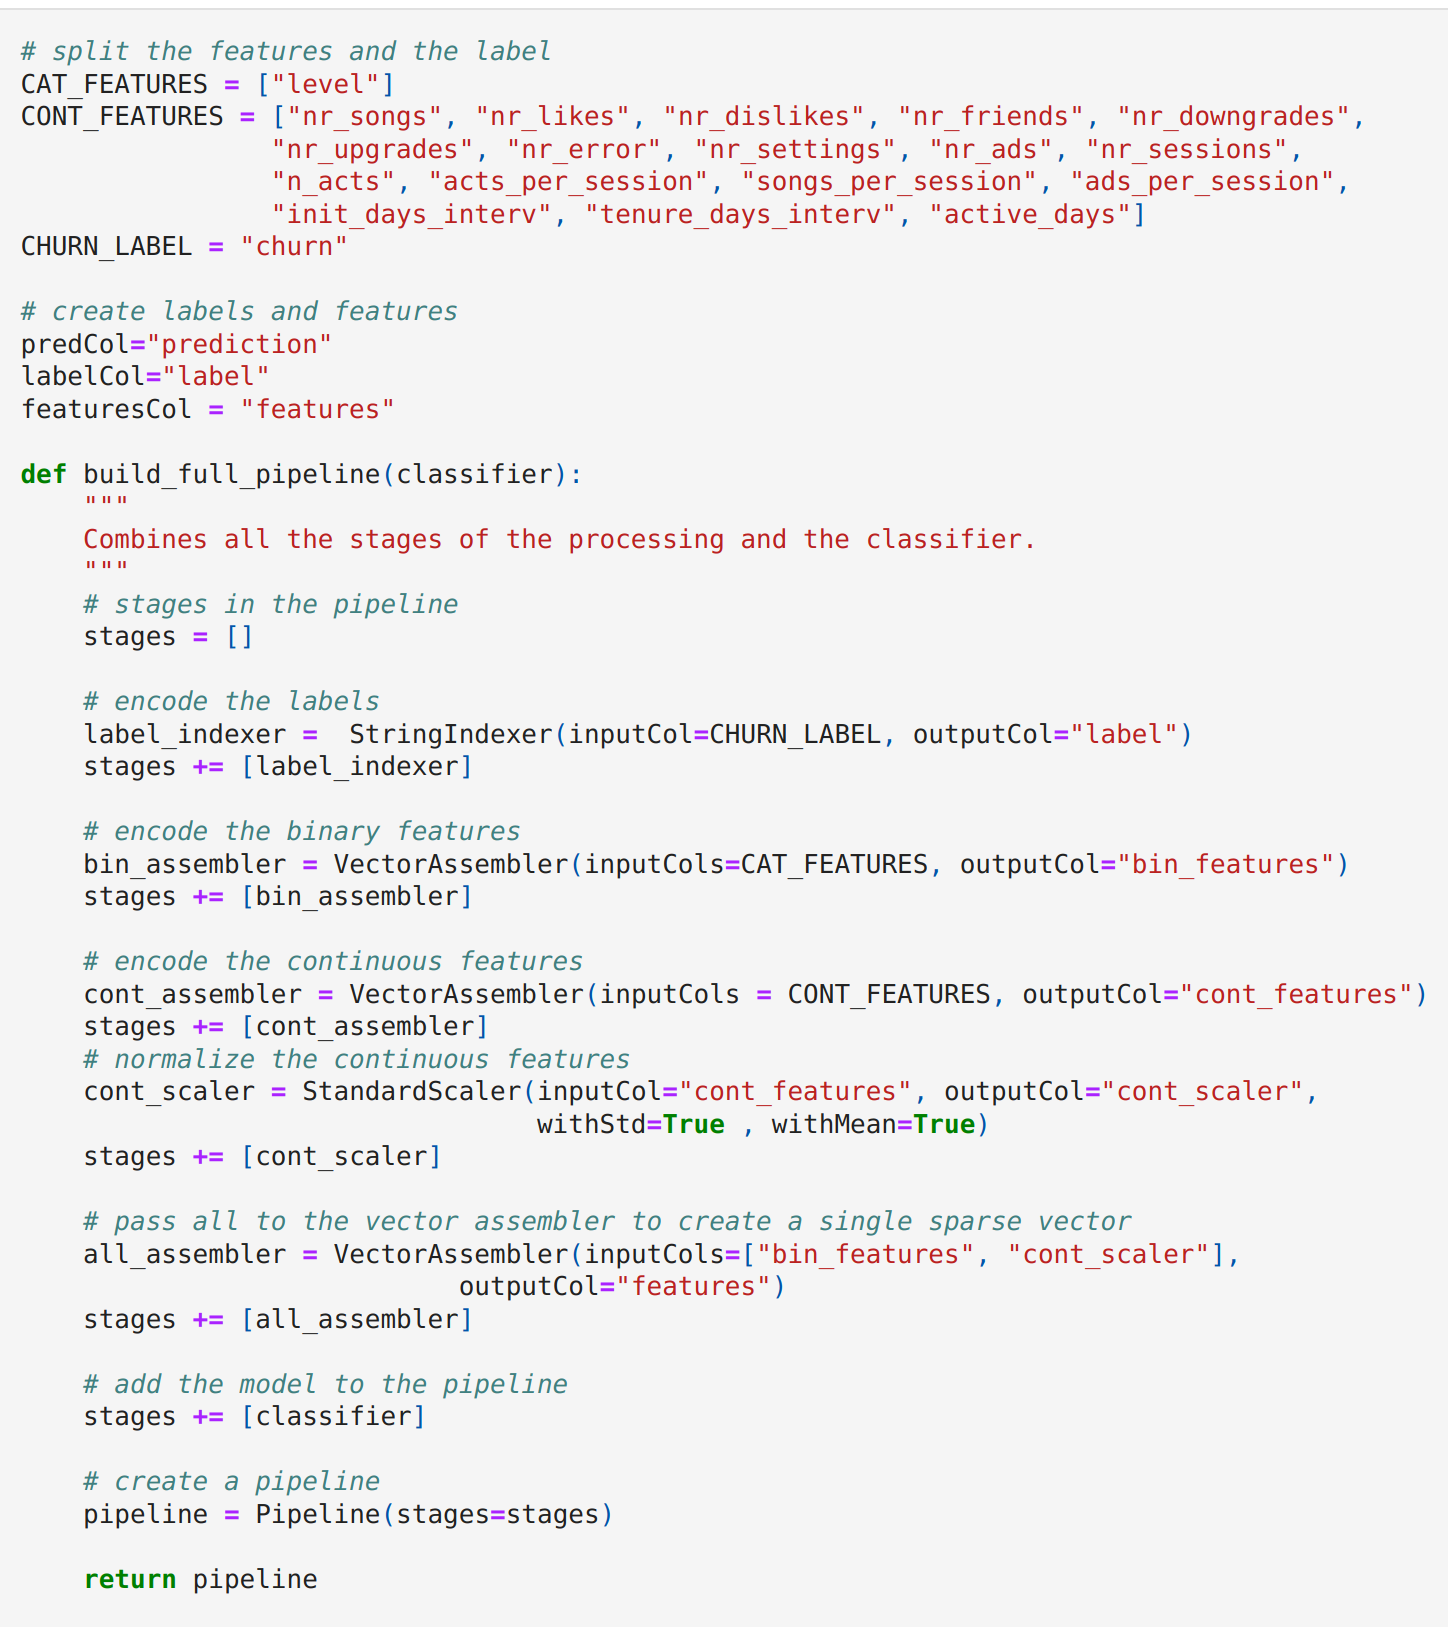 # split the features and the label
CAT_FEATURES = ["level"]
CONT_FEATURES = ["nr_songs", "nr_likes", "nr_dislikes", "nr_friends", "nr_downgrades",
                "nr_upgrades", "nr_error", "nr_settings", "nr_ads", "nr_sessions",
                "n_acts", "acts_per_session", "songs_per_session", "ads_per_session",
                "init_days_interv", "tenure_days_interv", "active_days"]
CHURN_LABEL = "churn"

# create labels and features
predCol="prediction"
labelCol="label"
featuresCol = "features"

def build_full_pipeline(classifier):
    """
    Combines all the stages of the processing and the classifier.
    """
    # stages in the pipeline
    stages = []

    # encode the labels
    label_indexer =  StringIndexer(inputCol=CHURN_LABEL, outputCol="label")
    stages += [label_indexer]

    # encode the binary features
    bin_assembler = VectorAssembler(inputCols=CAT_FEATURES, outputCol="bin_features")
    stages += [bin_assembler]

    # encode the continuous features
    cont_assembler = VectorAssembler(inputCols = CONT_FEATURES, outputCol="cont_features")
    stages += [cont_assembler]
    # normalize the continuous features
    cont_scaler = StandardScaler(inputCol="cont_features", outputCol="cont_scaler",
                                 withStd=True , withMean=True)
    stages += [cont_scaler]

    # pass all to the vector assembler to create a single sparse vector
    all_assembler = VectorAssembler(inputCols=["bin_features", "cont_scaler"],
                            outputCol="features")
    stages += [all_assembler]

    # add the model to the pipeline
    stages += [classifier]

    # create a pipeline
    pipeline = Pipeline(stages=stages)

    return pipeline